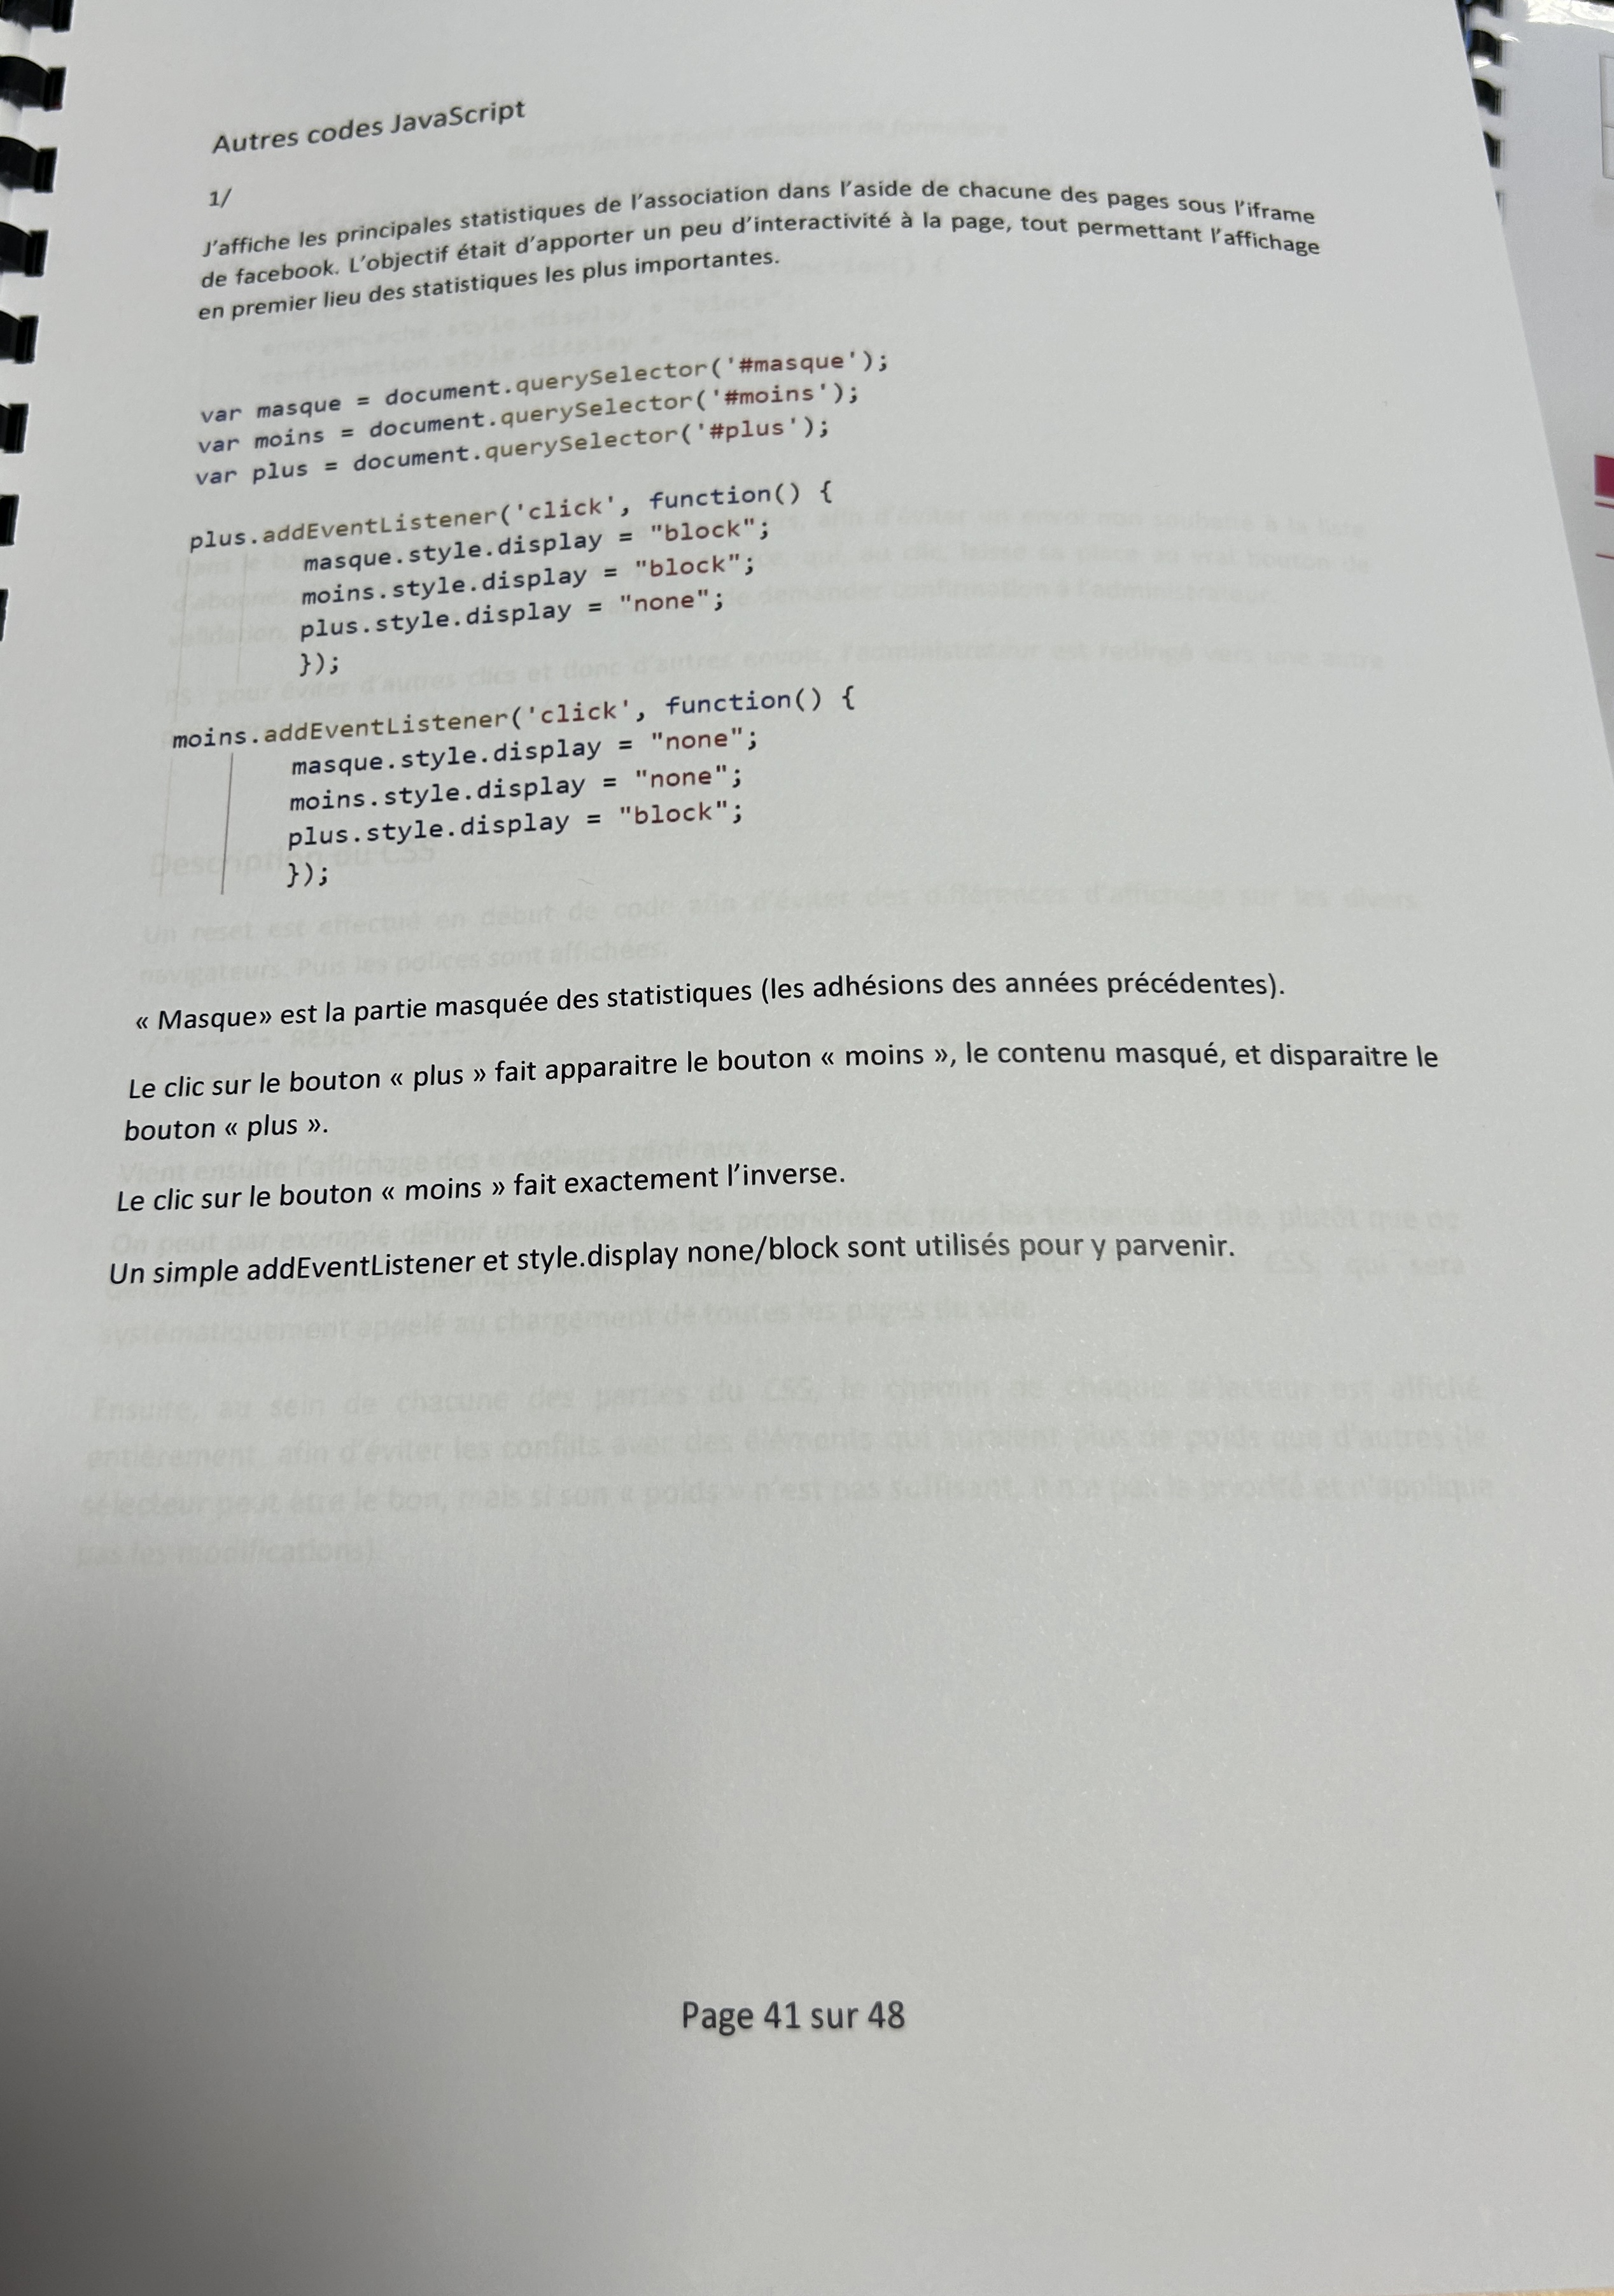 Autres codes JavaScript
1/
J'affiche les principales statistiques de l'association dans l'aside de chacune des pages sous l'iframe
de facebook. L'objectif était d'apporter un peu d'interactivité à la page, tout permettant l'affichage
en premier lieu des statistiques les plus importantes.
var masque = document.querySelector('#masque');
var moins = document.querySelector('#moins');
var plus = document.querySelector('#plus');
plus.addEventListener('click', function() {
masque.style.display = "block";
moins.style.display = "block";
plus.style.display = "none";
});
moins.addEventListener('click', function() {
masque.style.display = "none";
moins.style.display = "none";
plus.style.display = "block";
});
« Masque» est la partie masquée des statistiques (les adhésions des années précédentes).
Le clic sur le bouton « plus » fait apparaitre le bouton « moins », le contenu masqué, et disparaitre le
bouton « plus ».
Le clic sur le bouton « moins » fait exactement l'inverse.
Un simple addEventListener et style.display none/block sont utilisés pour y parvenir.
Page 41 sur 48